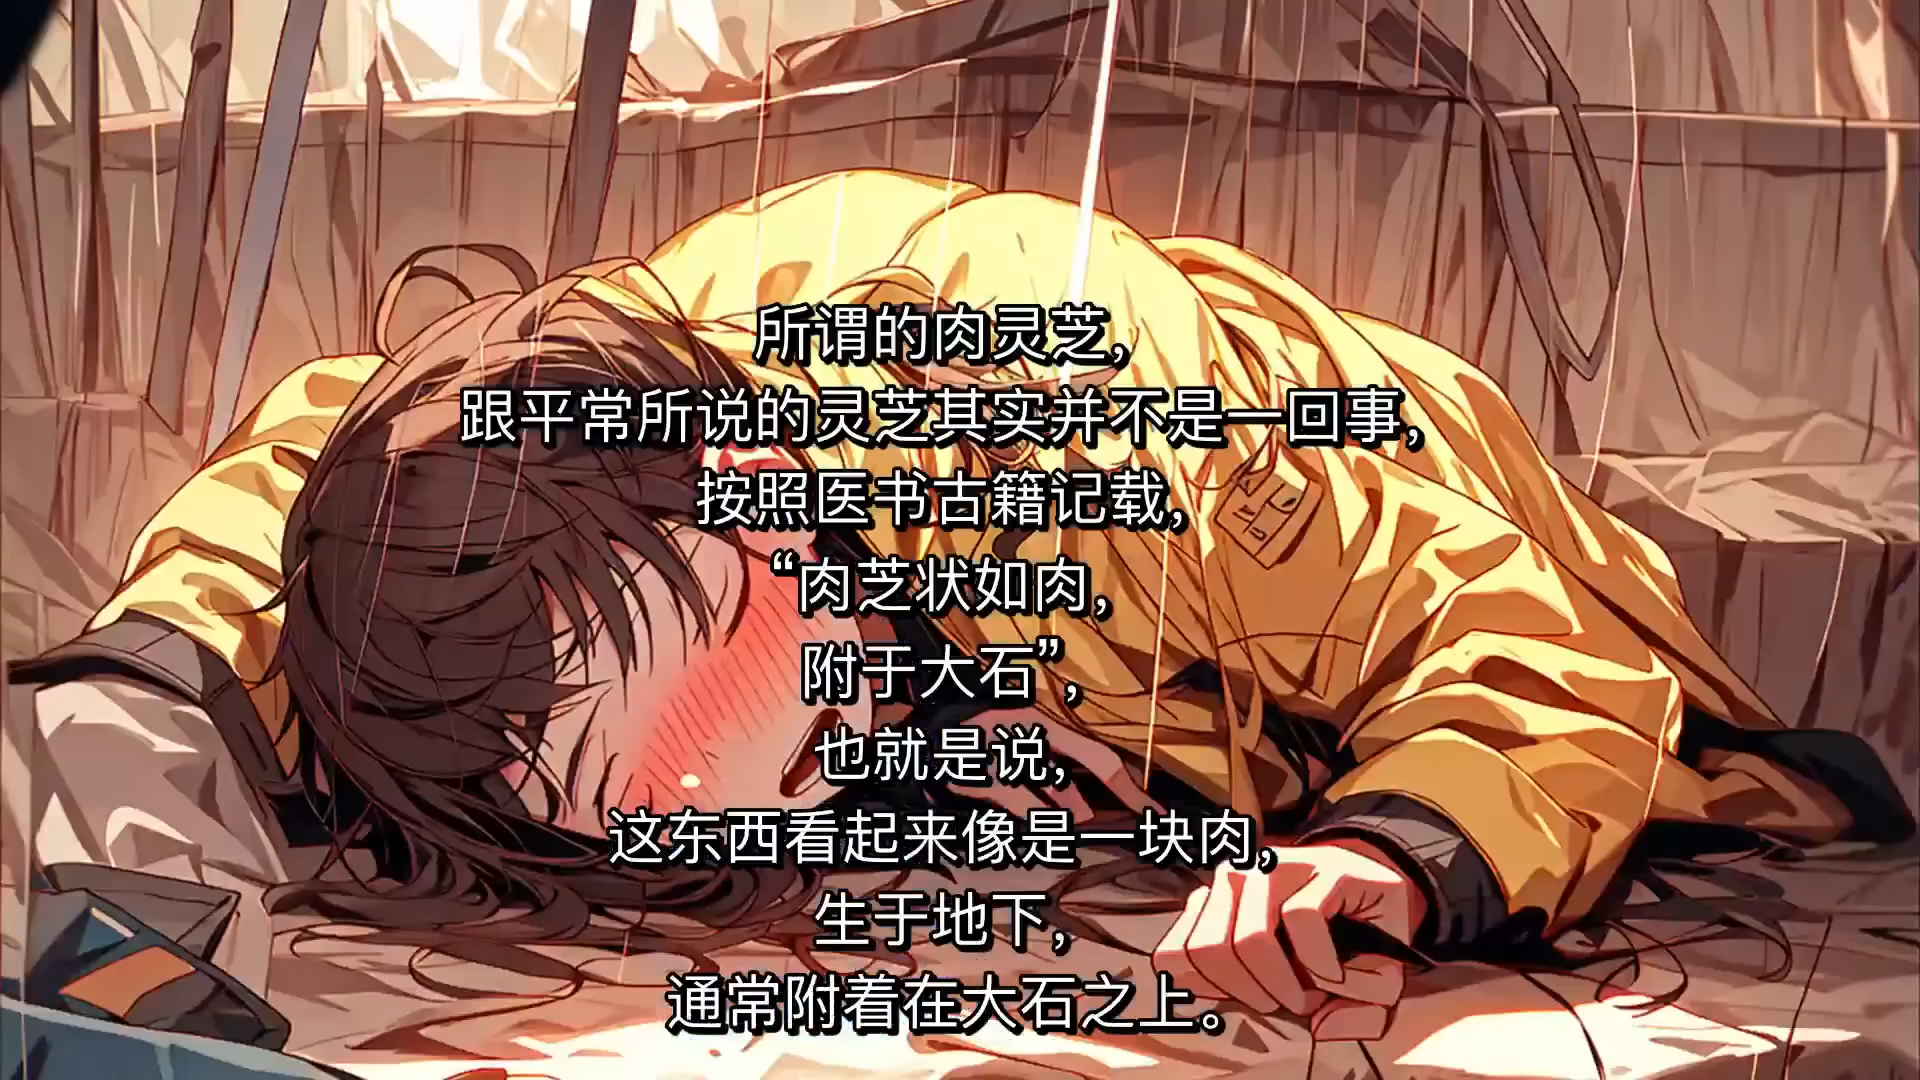 所谓的肉灵芝，
跟平常所说的灵芝其实并不是一回事，
按照医书古籍记载，
“肉芝状如肉，
附于大石”，
也就是说，
这东西看起来像是一块肉，
生于地下，
通常附着在大石之上。